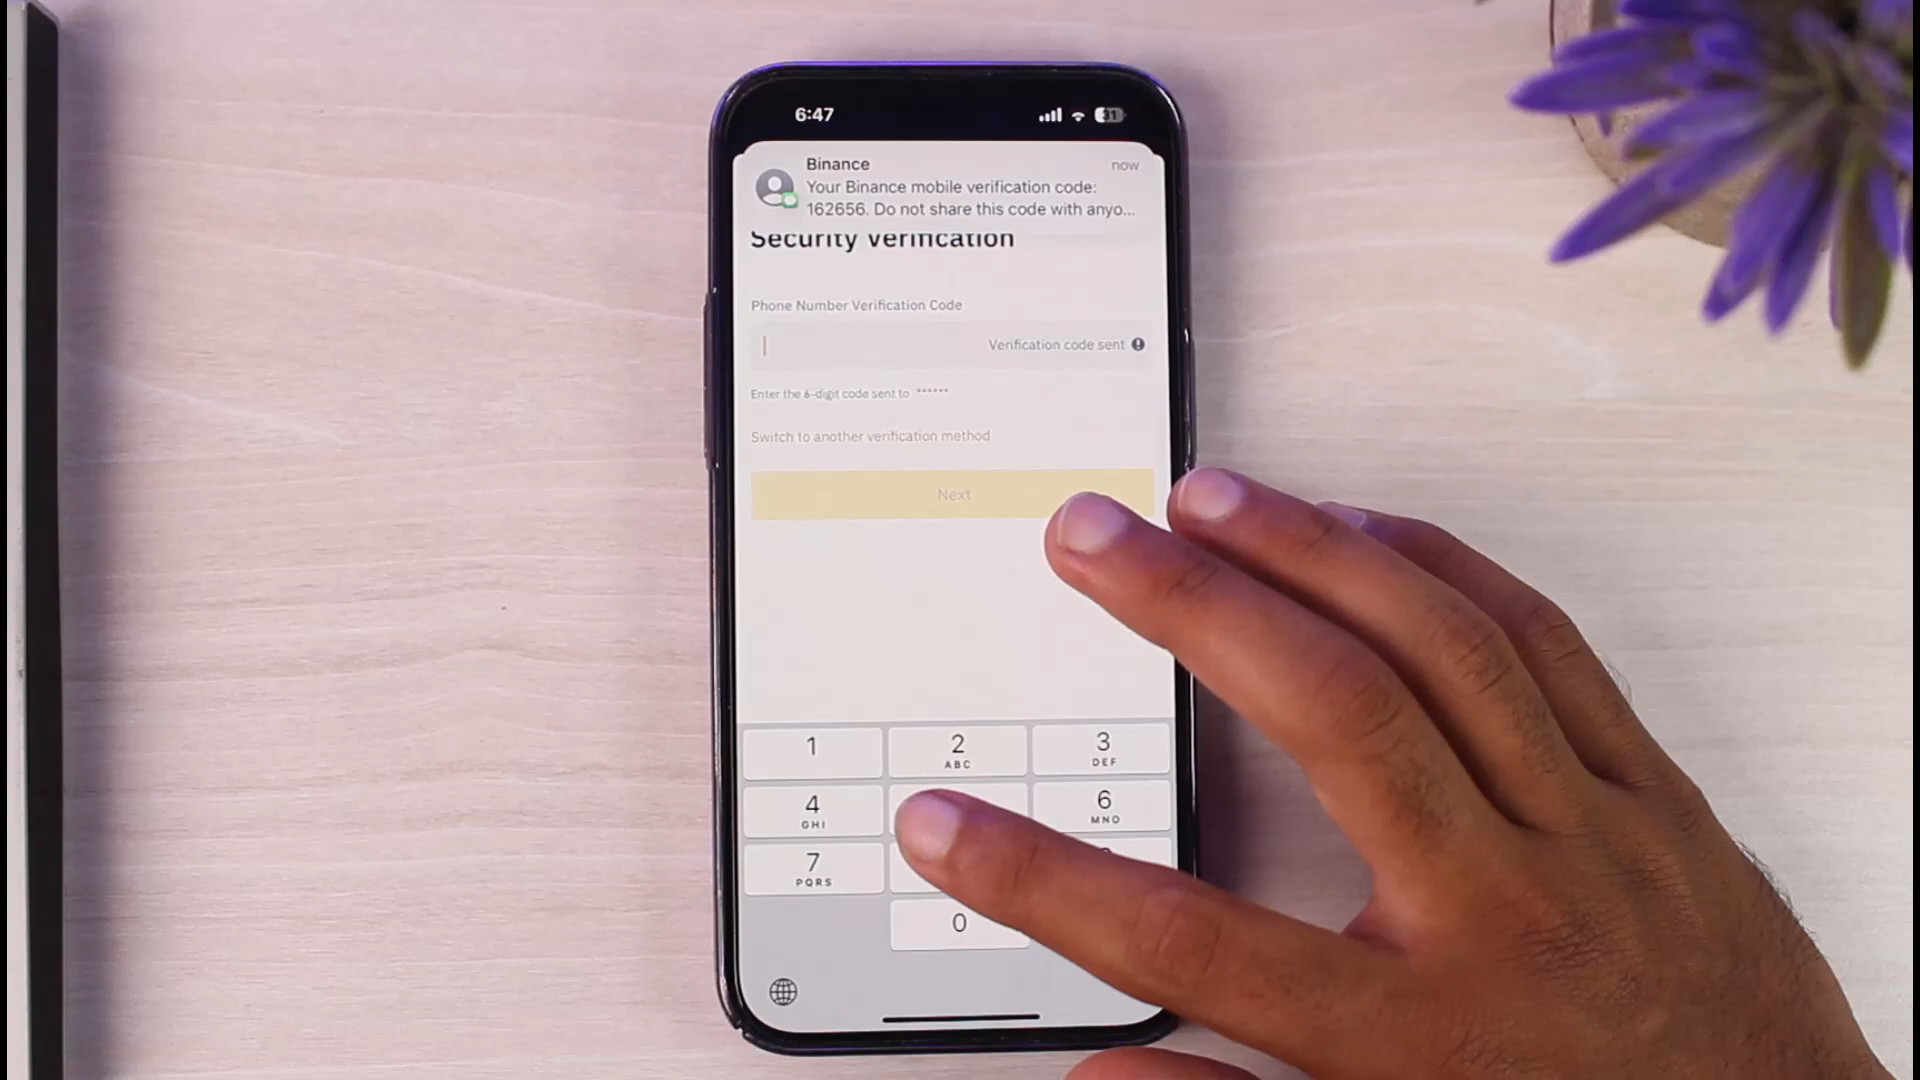 6:47
31
Binance
now
Your Binance mobile verification code:
162656. Do not share this code with anyo...
Security Verification
Phone Number Verification Code
Verification code sent
Enter the 6-digit code sent to ******
Switch to another verification method
Next
1
2
3
ABC
DEF
4
6
GHI
MNO
7
PQRS
0